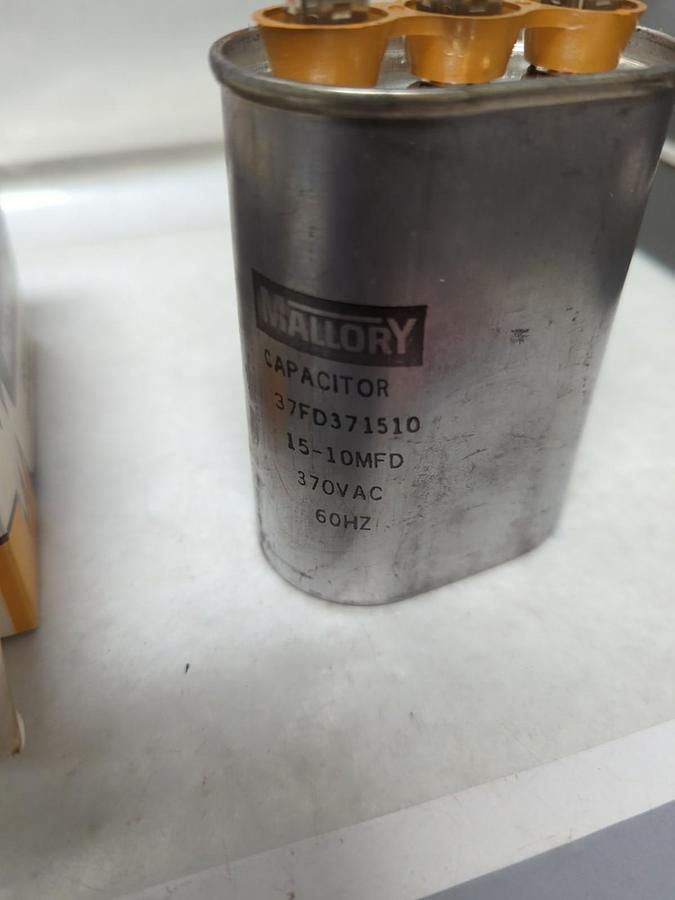 MALLORY
CAPACITOR
37FD371510
15-10MFD
370VAC
60HZ